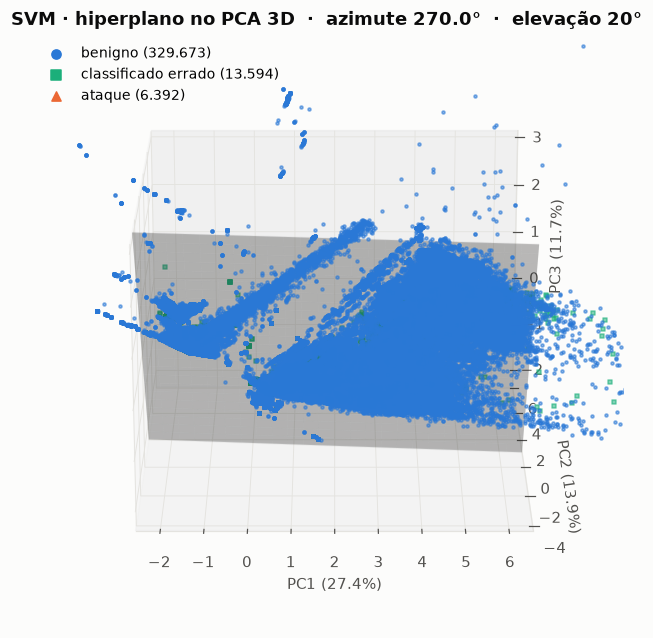 SVM · hiperplano no PCA 3D · azimute 270.0° · elevação 20°
benigno (329.673)
classificado errado (13.594)
ataque (6.392)
3
2
1
0
PC3 (11.7%)
−2
6
4
2
0
−2
−4
PC2 (13.9%)
−2 −1 0 1 2 3 4 5 6
PC1 (27.4%)